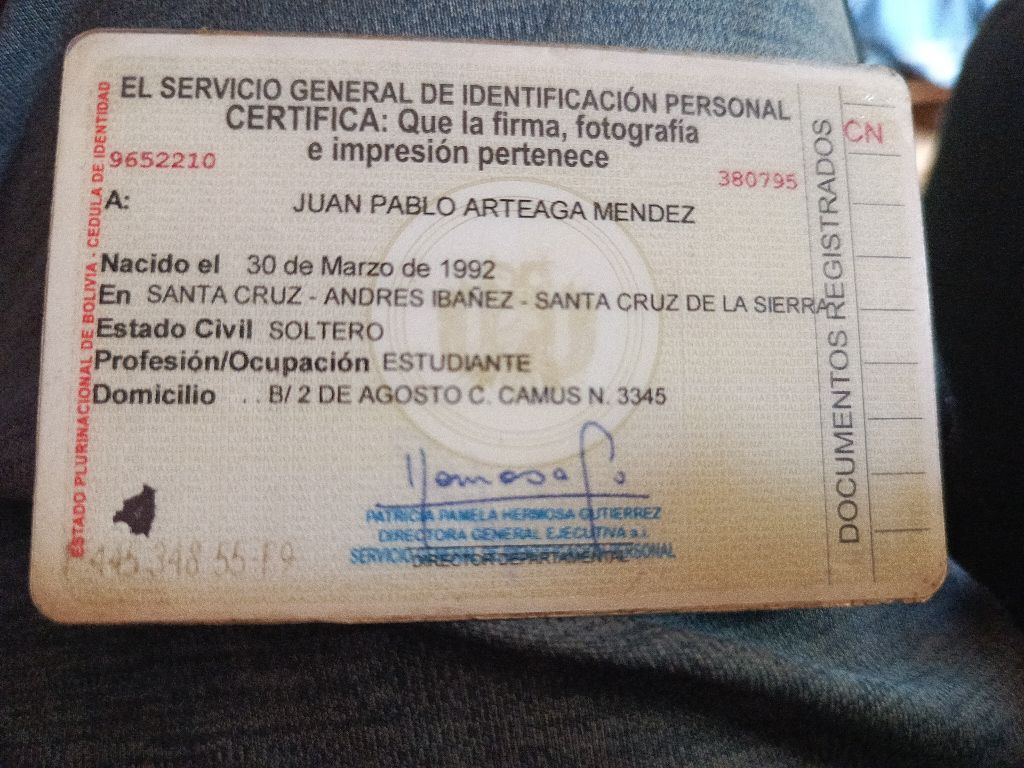 EL SERVICIO GENERAL DE IDENTIFICACIÓN PERSONAL
CERTIFICA: Que la firma, fotografía
e impresión pertenece
9652210
380795
A: JUAN PABLO ARTEAGA MENDEZ
Nacido el 30 de Marzo de 1992
En SANTA CRUZ - ANDRES IBAÑEZ - SANTA CRUZ DE LA SIERRA
Estado Civil SOLTERO
Profesión/Ocupación ESTUDIANTE
Domicilio . . B/ 2 DE AGOSTO C. CAMUS N. 3345
PATRICIA PAMELA HERMOSA GUTIERREZ
DIRECTORA GENERAL EJECUTIVA a.i.
SERVICIO PERSONAL
ESTADO PLURINACIONAL DE BOLIVIA - CEDULA DE IDENTIDAD
DOCUMENTOS REGISTRADOS
CN